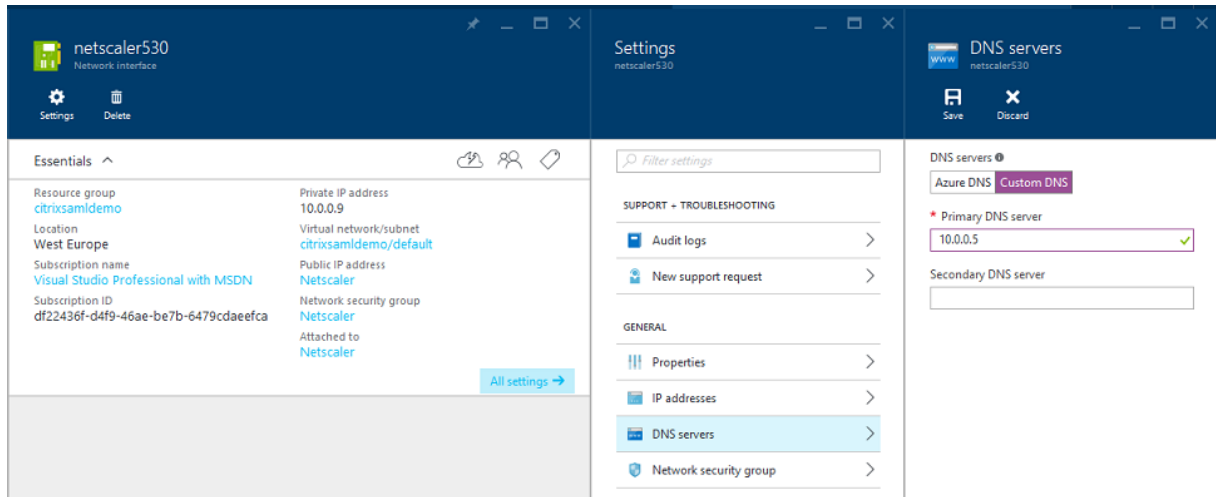 netscaler530
Network interface
Settings
Delete
Essentials
Resource group
citrixsamldemo
Location
West Europe
Subscription name
Visual Studio Professional with MSDN
Subscription ID
df22436f-d4f9-46ae-be7b-6479cdaeefca
Private IP address
10.0.0.9
Virtual network/subnet
citrixsamldemo/default
Public IP address
Netscaler
Network security group
Netscaler
Attached to
Netscaler
All settings →
Settings
netscaler530
Filter settings
SUPPORT + TROUBLESHOOTING
Audit logs
New support request
GENERAL
Properties
IP addresses
DNS servers
Network security group
WWW
DNS servers
netscaler530
Save
Discard
DNS servers
Azure DNS Custom DNS
* Primary DNS server
10.0.0.5
Secondary DNS server